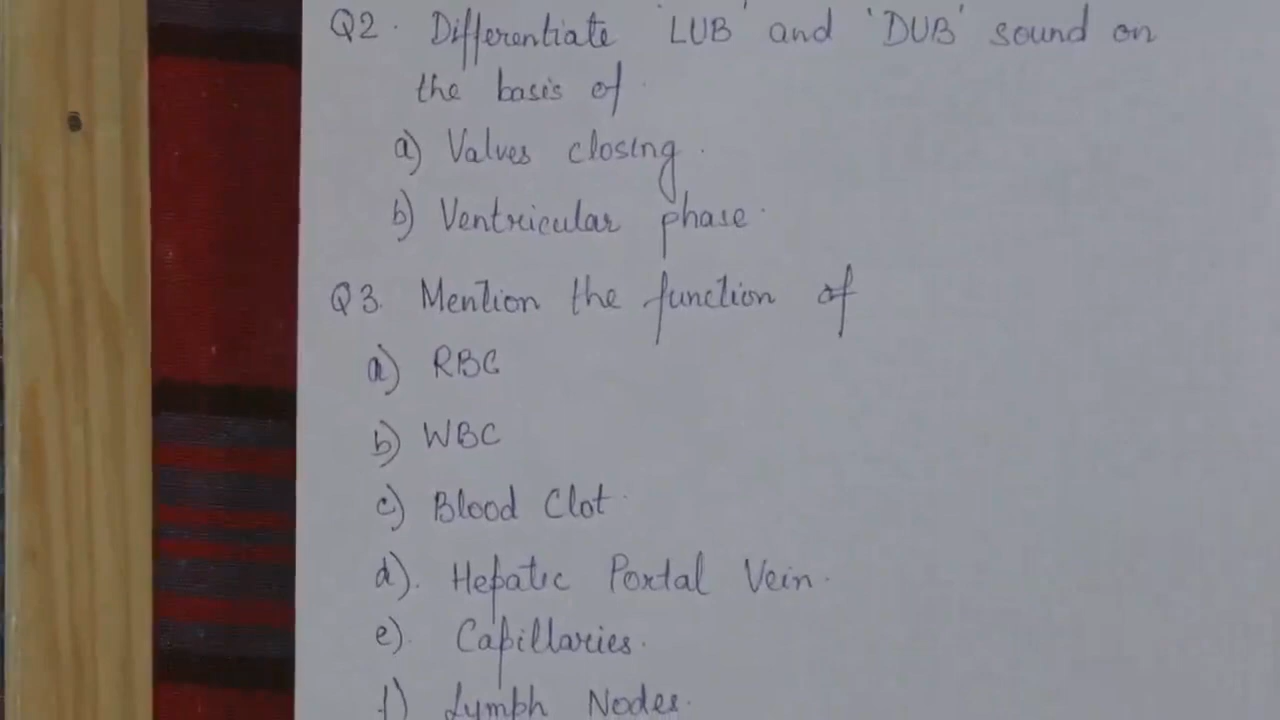 Q2. Differentiate 'LUB' and 'DUB' sound on
the basis of
a) Valves closing.
b) Ventricular phase.
Q3. Mention the function of
a) RBC
b) WBC
c) Blood Clot.
d). Hepatic Portal Vein.
e). Capillaries.
f) Lymph Nodes.